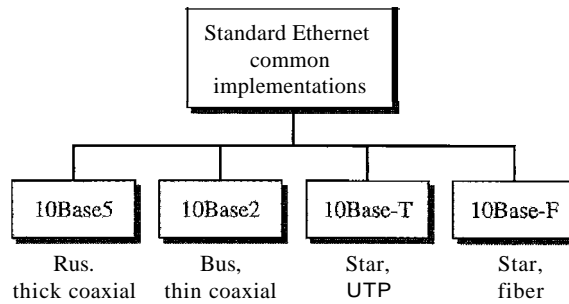 Standard Ethernet
common
implementations
10Base5
10Base2
10Base-T
10Base-F
Rus.
thick coaxial
Bus,
thin coaxial
Star,
UTP
Star,
fiber